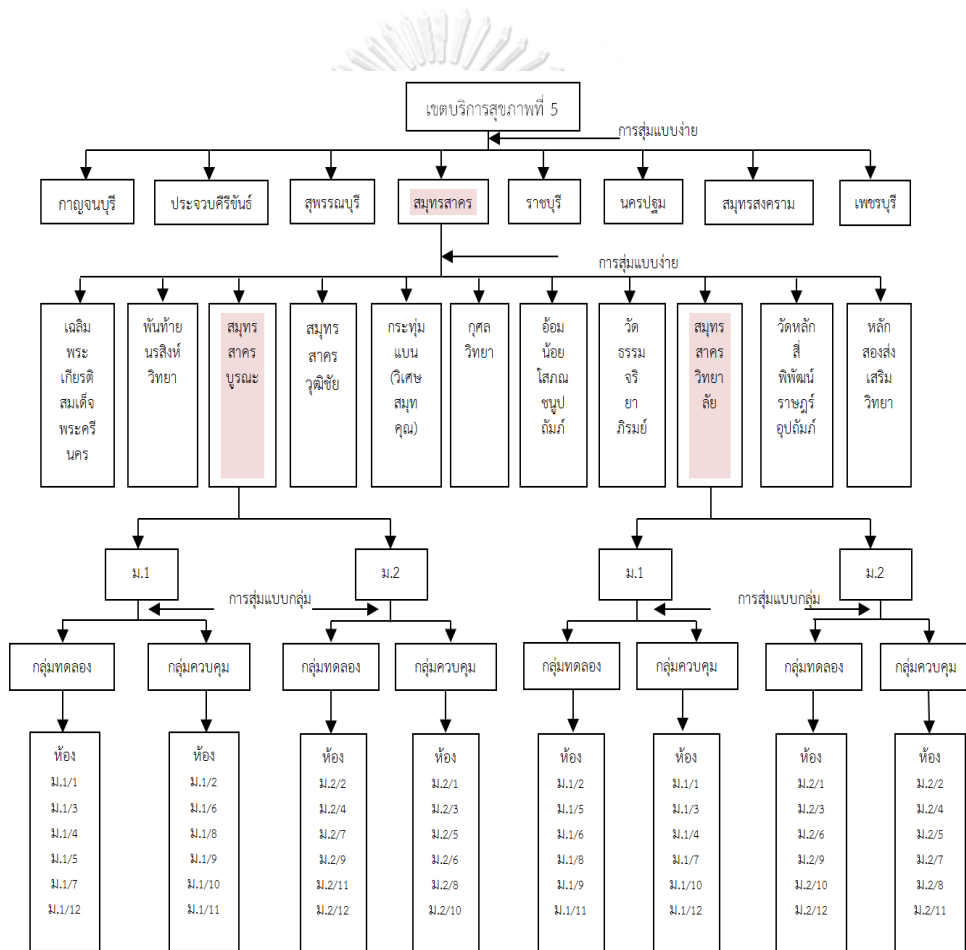 เขตบริการสุขภาพที่ 5
การสุ่มแบบง่าย
กาญจนบุรี
ประจวบคีรีขันธ์
สุพรรณบุรี
สมุทรสาคร
ราชบุรี
นครปฐม
สมุทรสงคราม
เพชรบุรี
การสุ่มแบบง่าย
เฉลิม
พระ
เกียรติ
สมเด็จ
พระศรี
นคร
พันท้าย
นรสิงห์
วิทยา
สมุทร
สาคร
บูรณะ
สมุทร
สาคร
วุฒิชัย
กระทุ่ม
แบน
(วิเศษ
สมุท
คุณ)
กุศล
วิทยา
อ้อม
น้อย
โสภณ
ชนูป
ถัมภ์
วัด
ธรรม
จริ
ยา
ภิรมย์
สมุทร
สาคร
วิทยา
ลัย
วัดหลัก
สี่
พิพัฒน์
ราษฎร์
อุปถัมภ์
หลัก
สองส่ง
เสริม
วิทยา
ม.1
ม.2
ม.1
ม.2
การสุ่มแบบกลุ่ม
การสุ่มแบบกลุ่ม
กลุ่มทดลอง
กลุ่มควบคุม
กลุ่มทดลอง
กลุ่มควบคุม
กลุ่มทดลอง
กลุ่มควบคุม
กลุ่มทดลอง
กลุ่มควบคุม
ห้อง
ม.1/1
ม.1/3
ม.1/4
ม.1/5
ม.1/7
ม.1/12
ห้อง
ม.1/2
ม.1/6
ม.1/8
ม.1/9
ม.1/10
ม.1/11
ห้อง
ม.2/2
ม.2/4
ม.2/7
ม.2/9
ม.2/11
ม.2/12
ห้อง
ม.2/1
ม.2/3
ม.2/5
ม.2/6
ม.2/8
ม.2/10
ห้อง
ม.1/2
ม.1/5
ม.1/6
ม.1/8
ม.1/9
ม.1/11
ห้อง
ม.1/1
ม.1/3
ม.1/4
ม.1/7
ม.1/10
ม.1/12
ห้อง
ม.2/1
ม.2/3
ม.2/6
ม.2/9
ม.2/10
ม.2/12
ห้อง
ม.2/2
ม.2/4
ม.2/5
ม.2/7
ม.2/8
ม.2/11